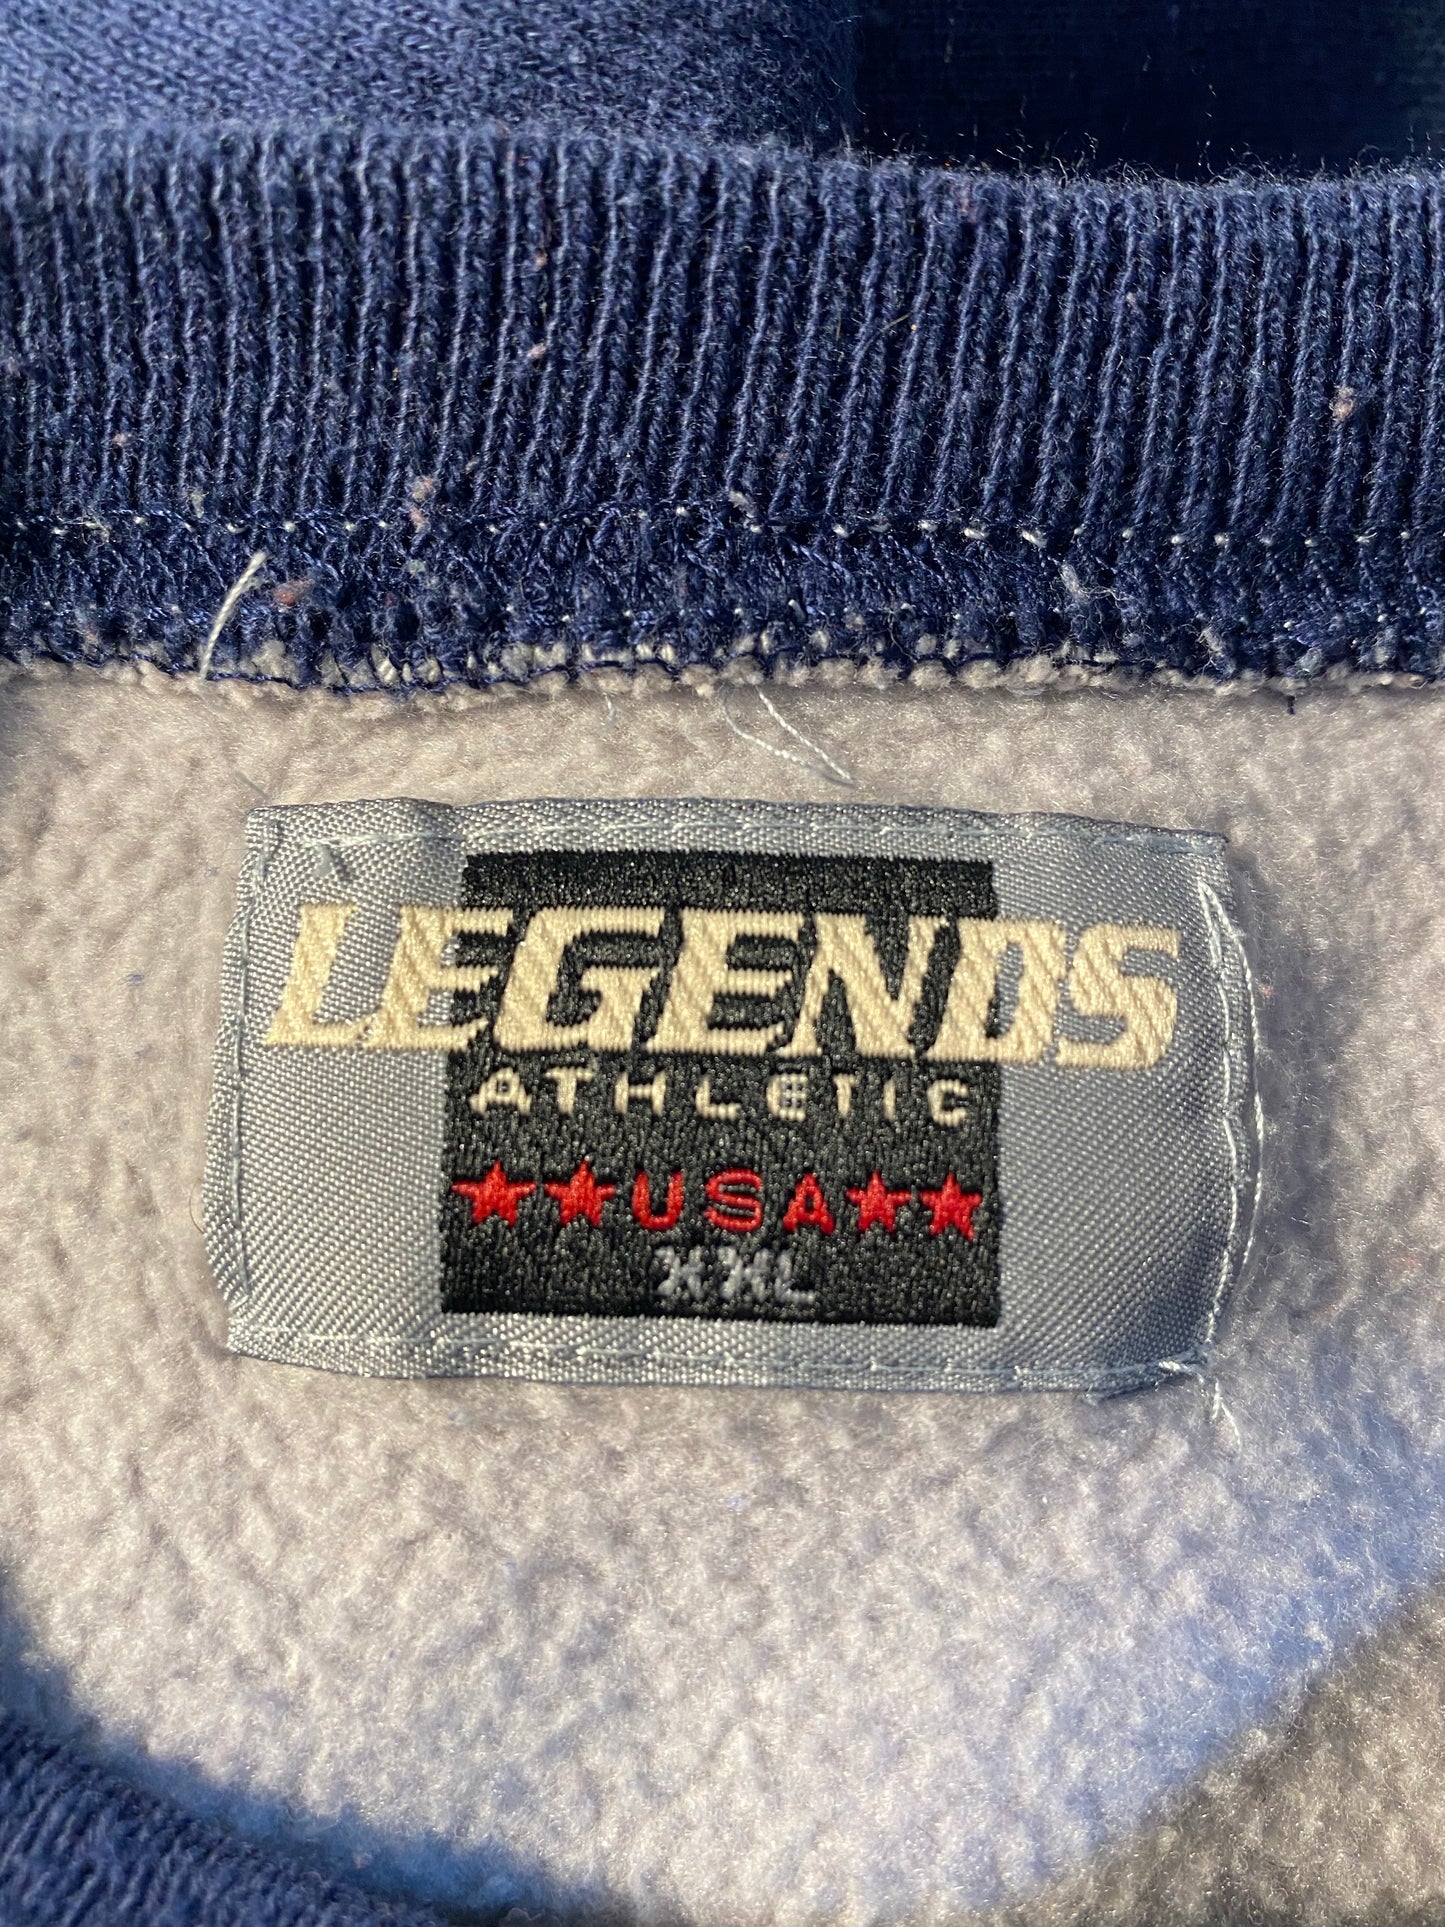 LEGENDS
ATHLETIC
★★USA★★
XXL